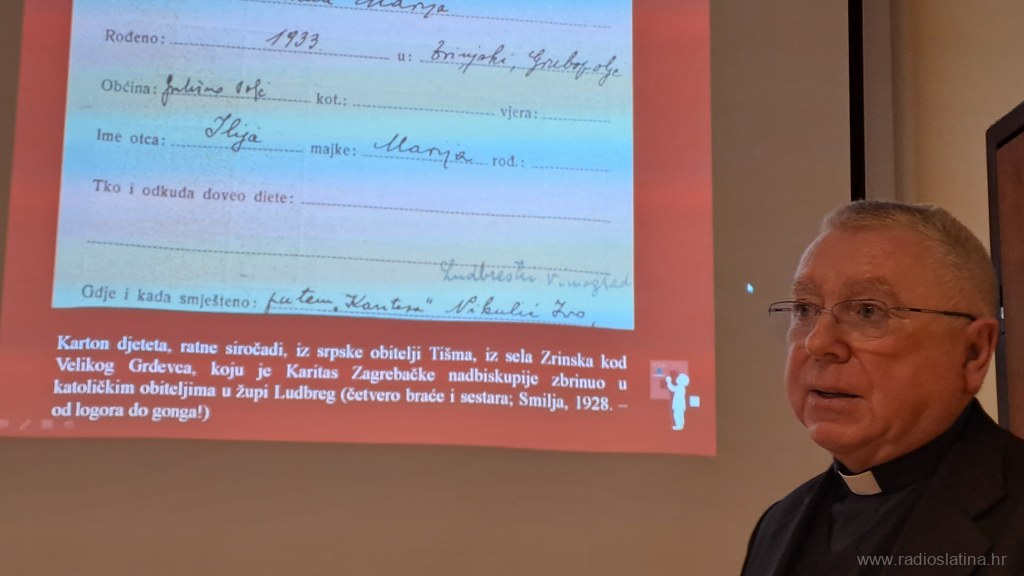 Marija
Rođeno: 1933 u: Zrinjski, Grubopolje
Občina: kot.: vjera:
Ime otca: Ilija majke: Marija rođ.:
Tko i odkuda doveo diete:
Ludbreški Vinograd
Gdje i kada smješteno: putem "Karitasa" Nikulić Ivo,
Karton djeteta, ratne siročadi, iz srpske obitelji Tišma, iz sela Zrinska kod
Velikog Grđevca, koju je Karitas Zagrebačke nadbiskupije zbrinuo u
katoličkim obiteljima u župi Ludbreg (četvero braće i sestara; Smilja, 1928. –
od logora do gonga!)
www.radioslatina.hr